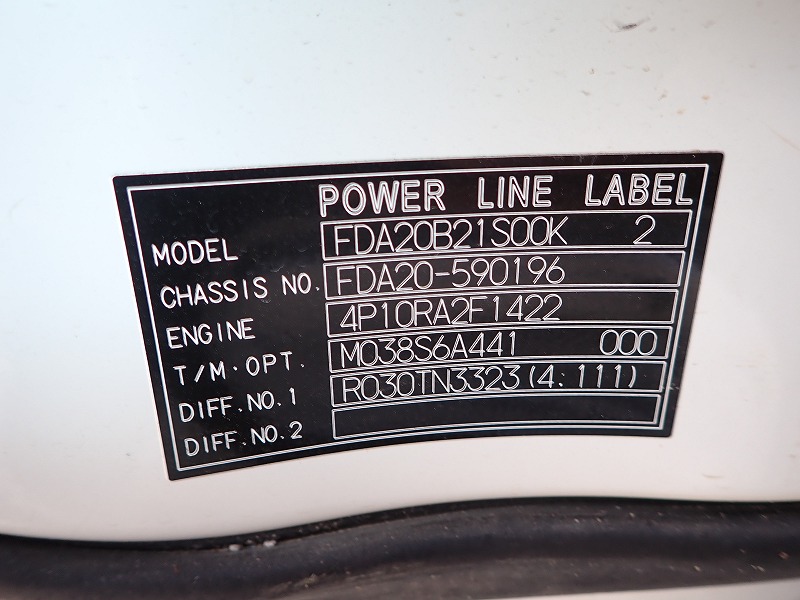 POWER LINE LABEL
MODEL FDA20B21S00K 2
CHASSIS NO. FDA20-590196
ENGINE 4P10RA2F1422
T/M·OPT. M038S6A441 000
DIFF.NO.1 R030TN3323(4.111)
DIFF.NO.2